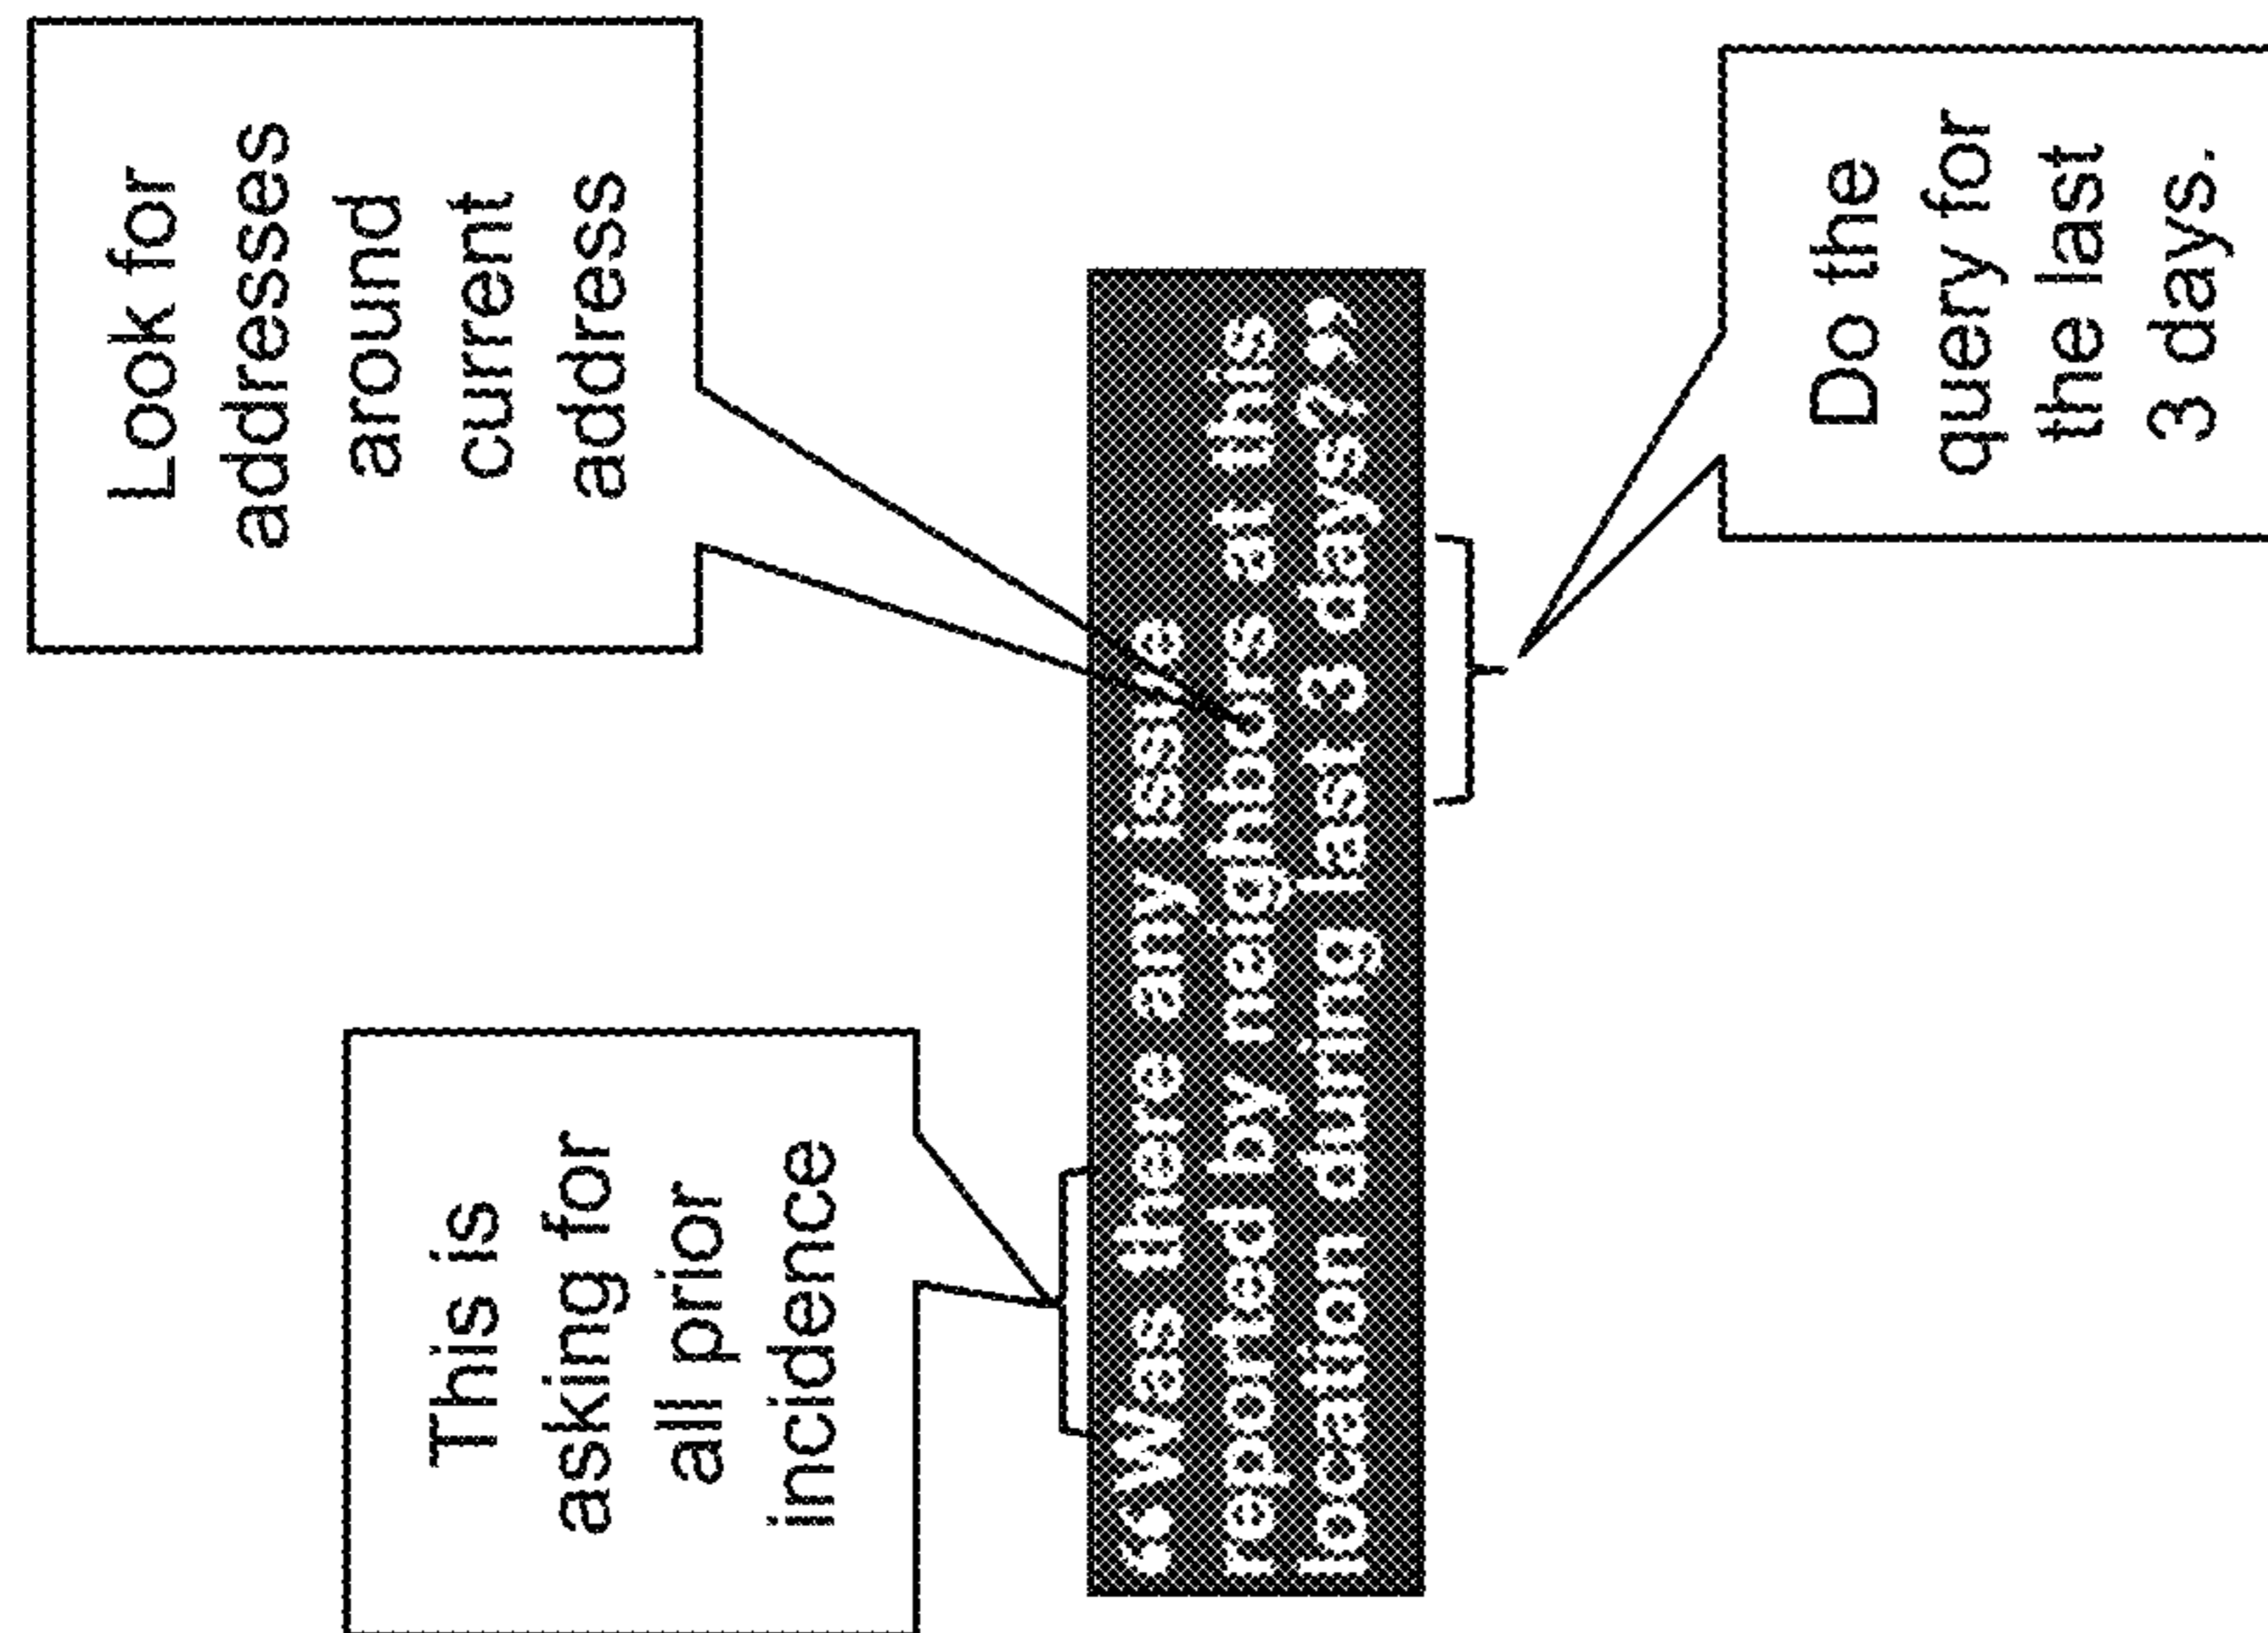 This is
asking for
all prior
incidence
Look for
addresses
around
current
address
“Was there any issue
reported by neighbours at this
location during last 3 days?”
Do the
query for
the last
3 days.